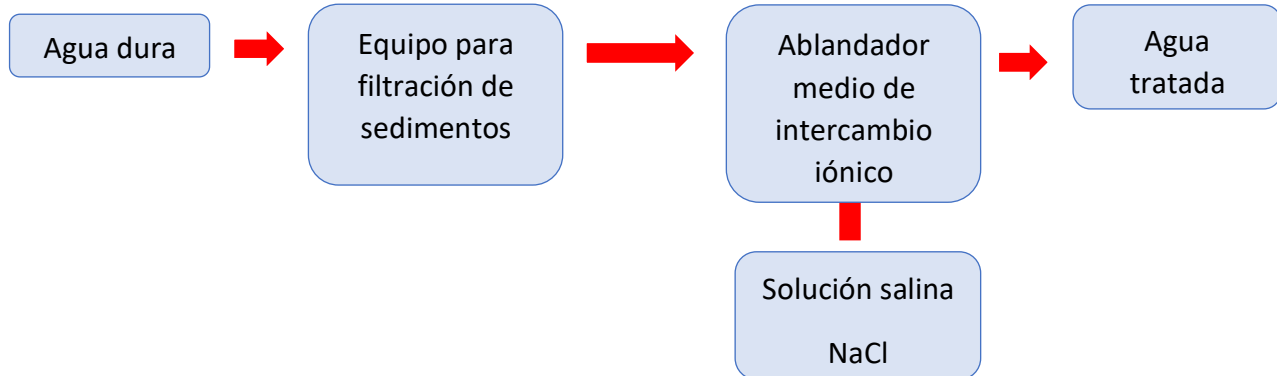 Agua dura
Equipo para
filtración de
sedimentos
Ablandador
medio de
intercambio
iónico
Agua
tratada
Solución salina
NaCl